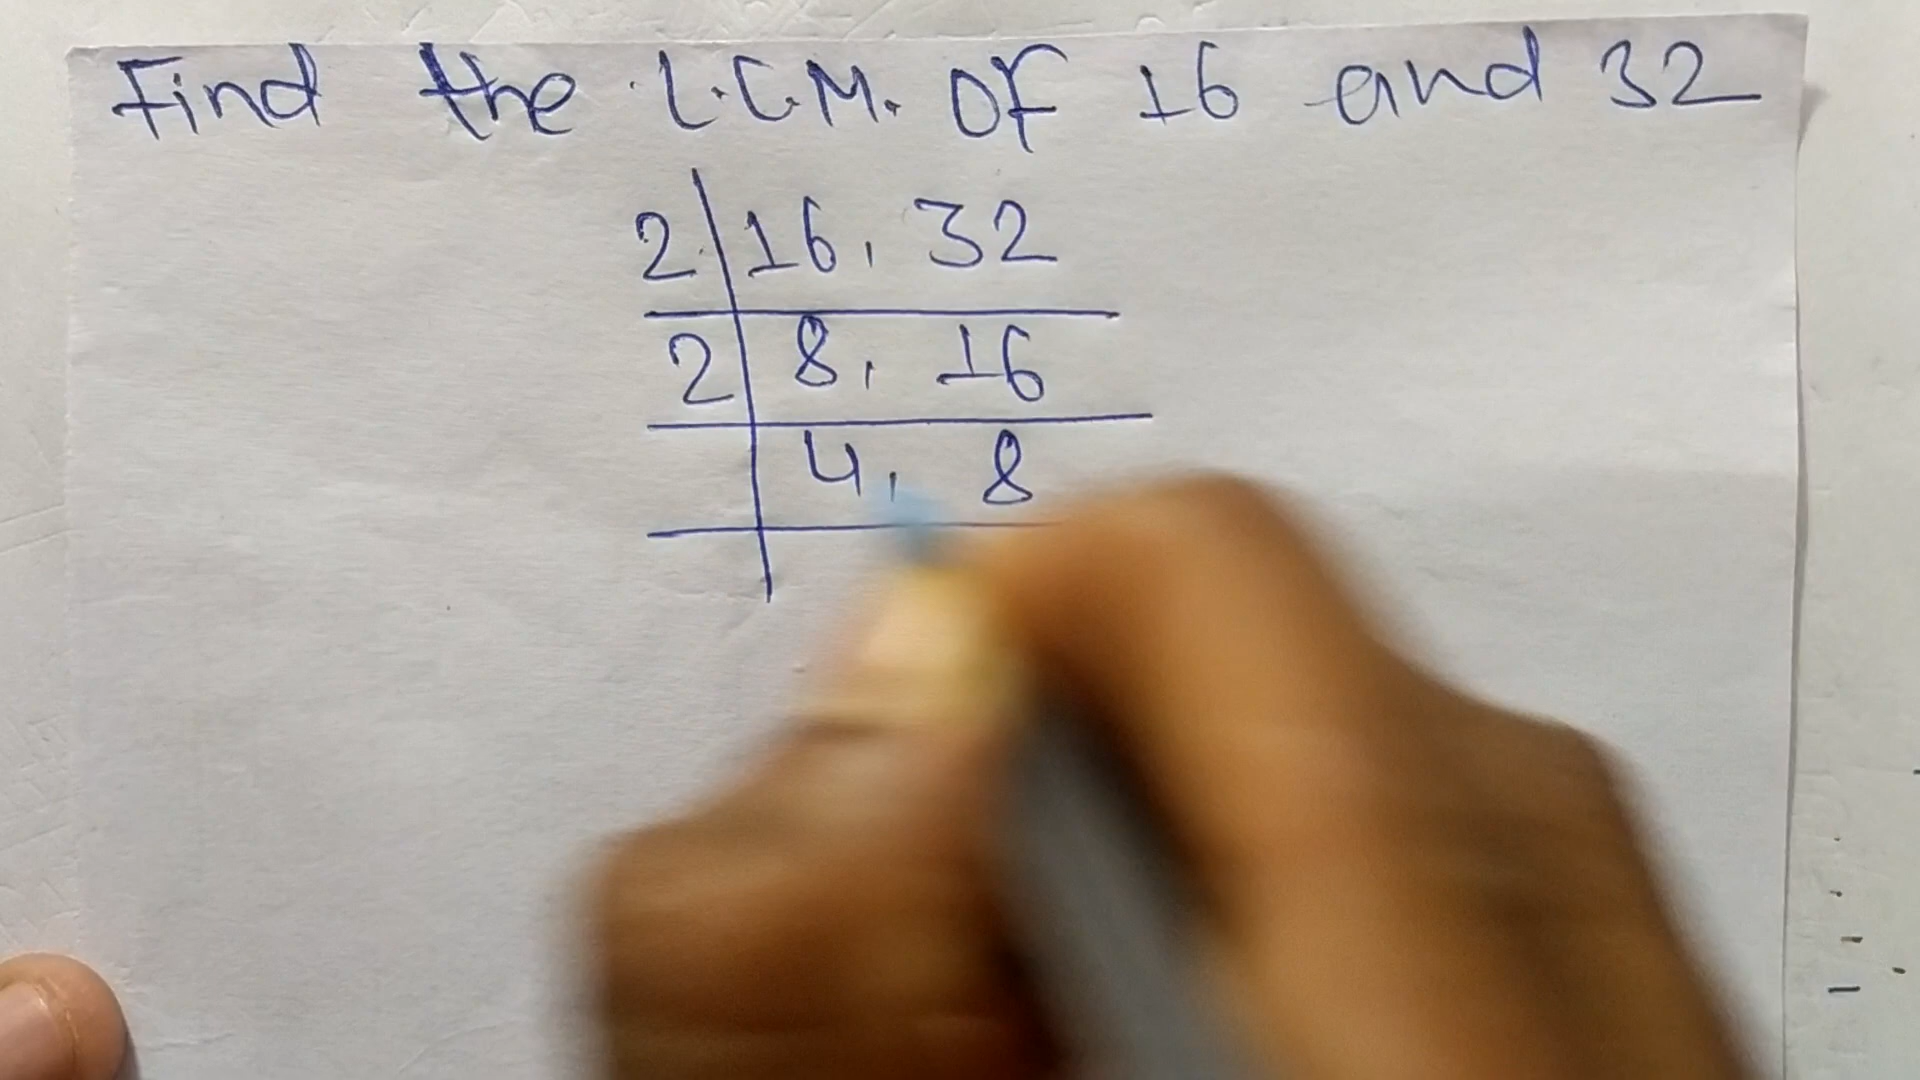 Find the L.C.M. OF 16 and 32
2 16, 32
2 8, 16
4, 8